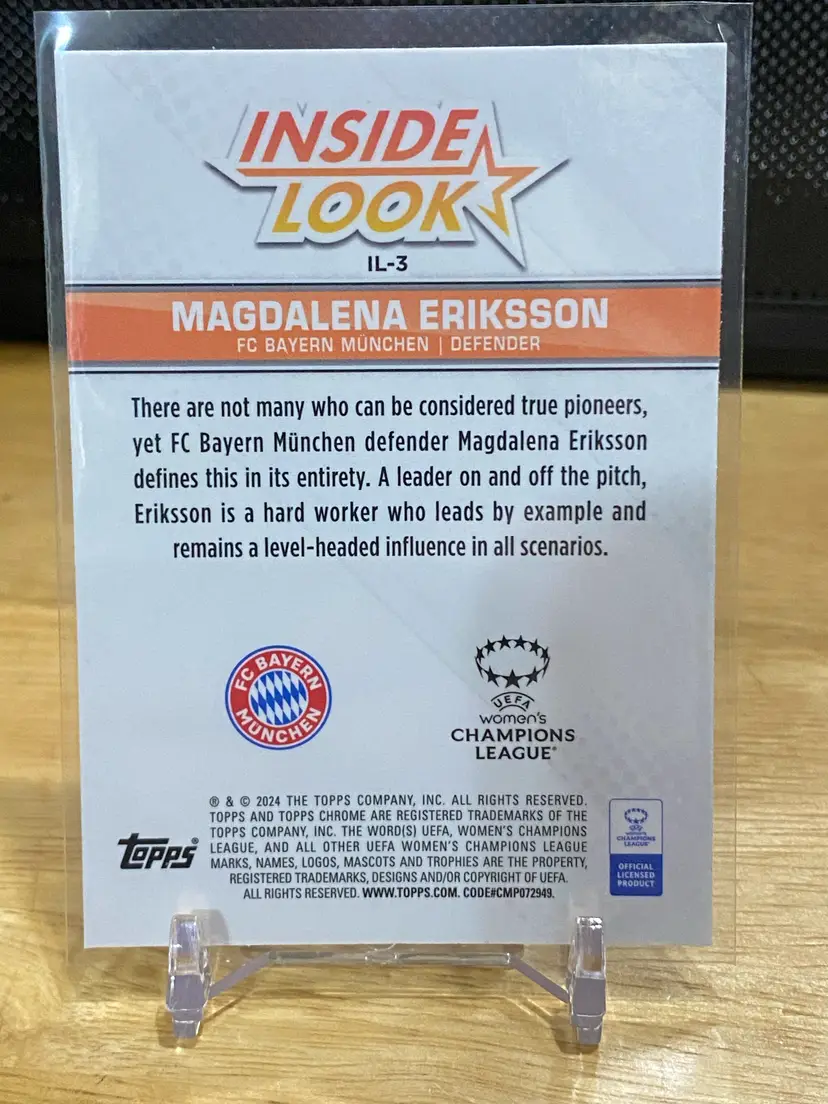 INSIDE
LOOK
IL-3
MAGDALENA ERIKSSON
FC BAYERN MÜNCHEN | DEFENDER
There are not many who can be considered true pioneers,
yet FC Bayern München defender Magdalena Eriksson
defines this in its entirety. A leader on and off the pitch,
Eriksson is a hard worker who leads by example and
remains a level-headed influence in all scenarios.
FC BAYERN
MÜNCHEN
UEFA
women's
CHAMPIONS
LEAGUE®
® & © 2024 THE TOPPS COMPANY, INC. ALL RIGHTS RESERVED.
TOPPS AND TOPPS CHROME ARE REGISTERED TRADEMARKS OF THE
TOPPS COMPANY, INC. THE WORD(S) UEFA, WOMEN'S CHAMPIONS
LEAGUE, AND ALL OTHER UEFA WOMEN'S CHAMPIONS LEAGUE
MARKS, NAMES, LOGOS, MASCOTS AND TROPHIES ARE THE PROPERTY,
REGISTERED TRADEMARKS, DESIGNS AND/OR COPYRIGHT OF UEFA.
ALL RIGHTS RESERVED. WWW.TOPPS.COM. CODE#CMP072949.
Topps®
women's
CHAMPIONS
LEAGUE
OFFICIAL
LICENSED
PRODUCT